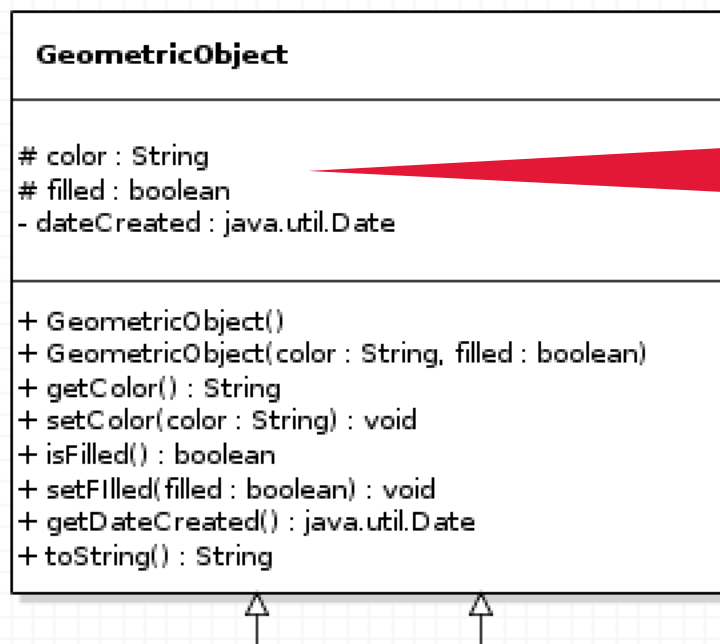 GeometricObject
# color : String
# filled : boolean
- dateCreated : java.util.Date
+ GeometricObject()
+ GeometricObject(color : String, filled : boolean)
+ getColor() : String
+ setColor(color : String) : void
+ isFilled() : boolean
+ setFIlled(filled : boolean) : void
+ getDateCreated() : java.util.Date
+ toString() : String